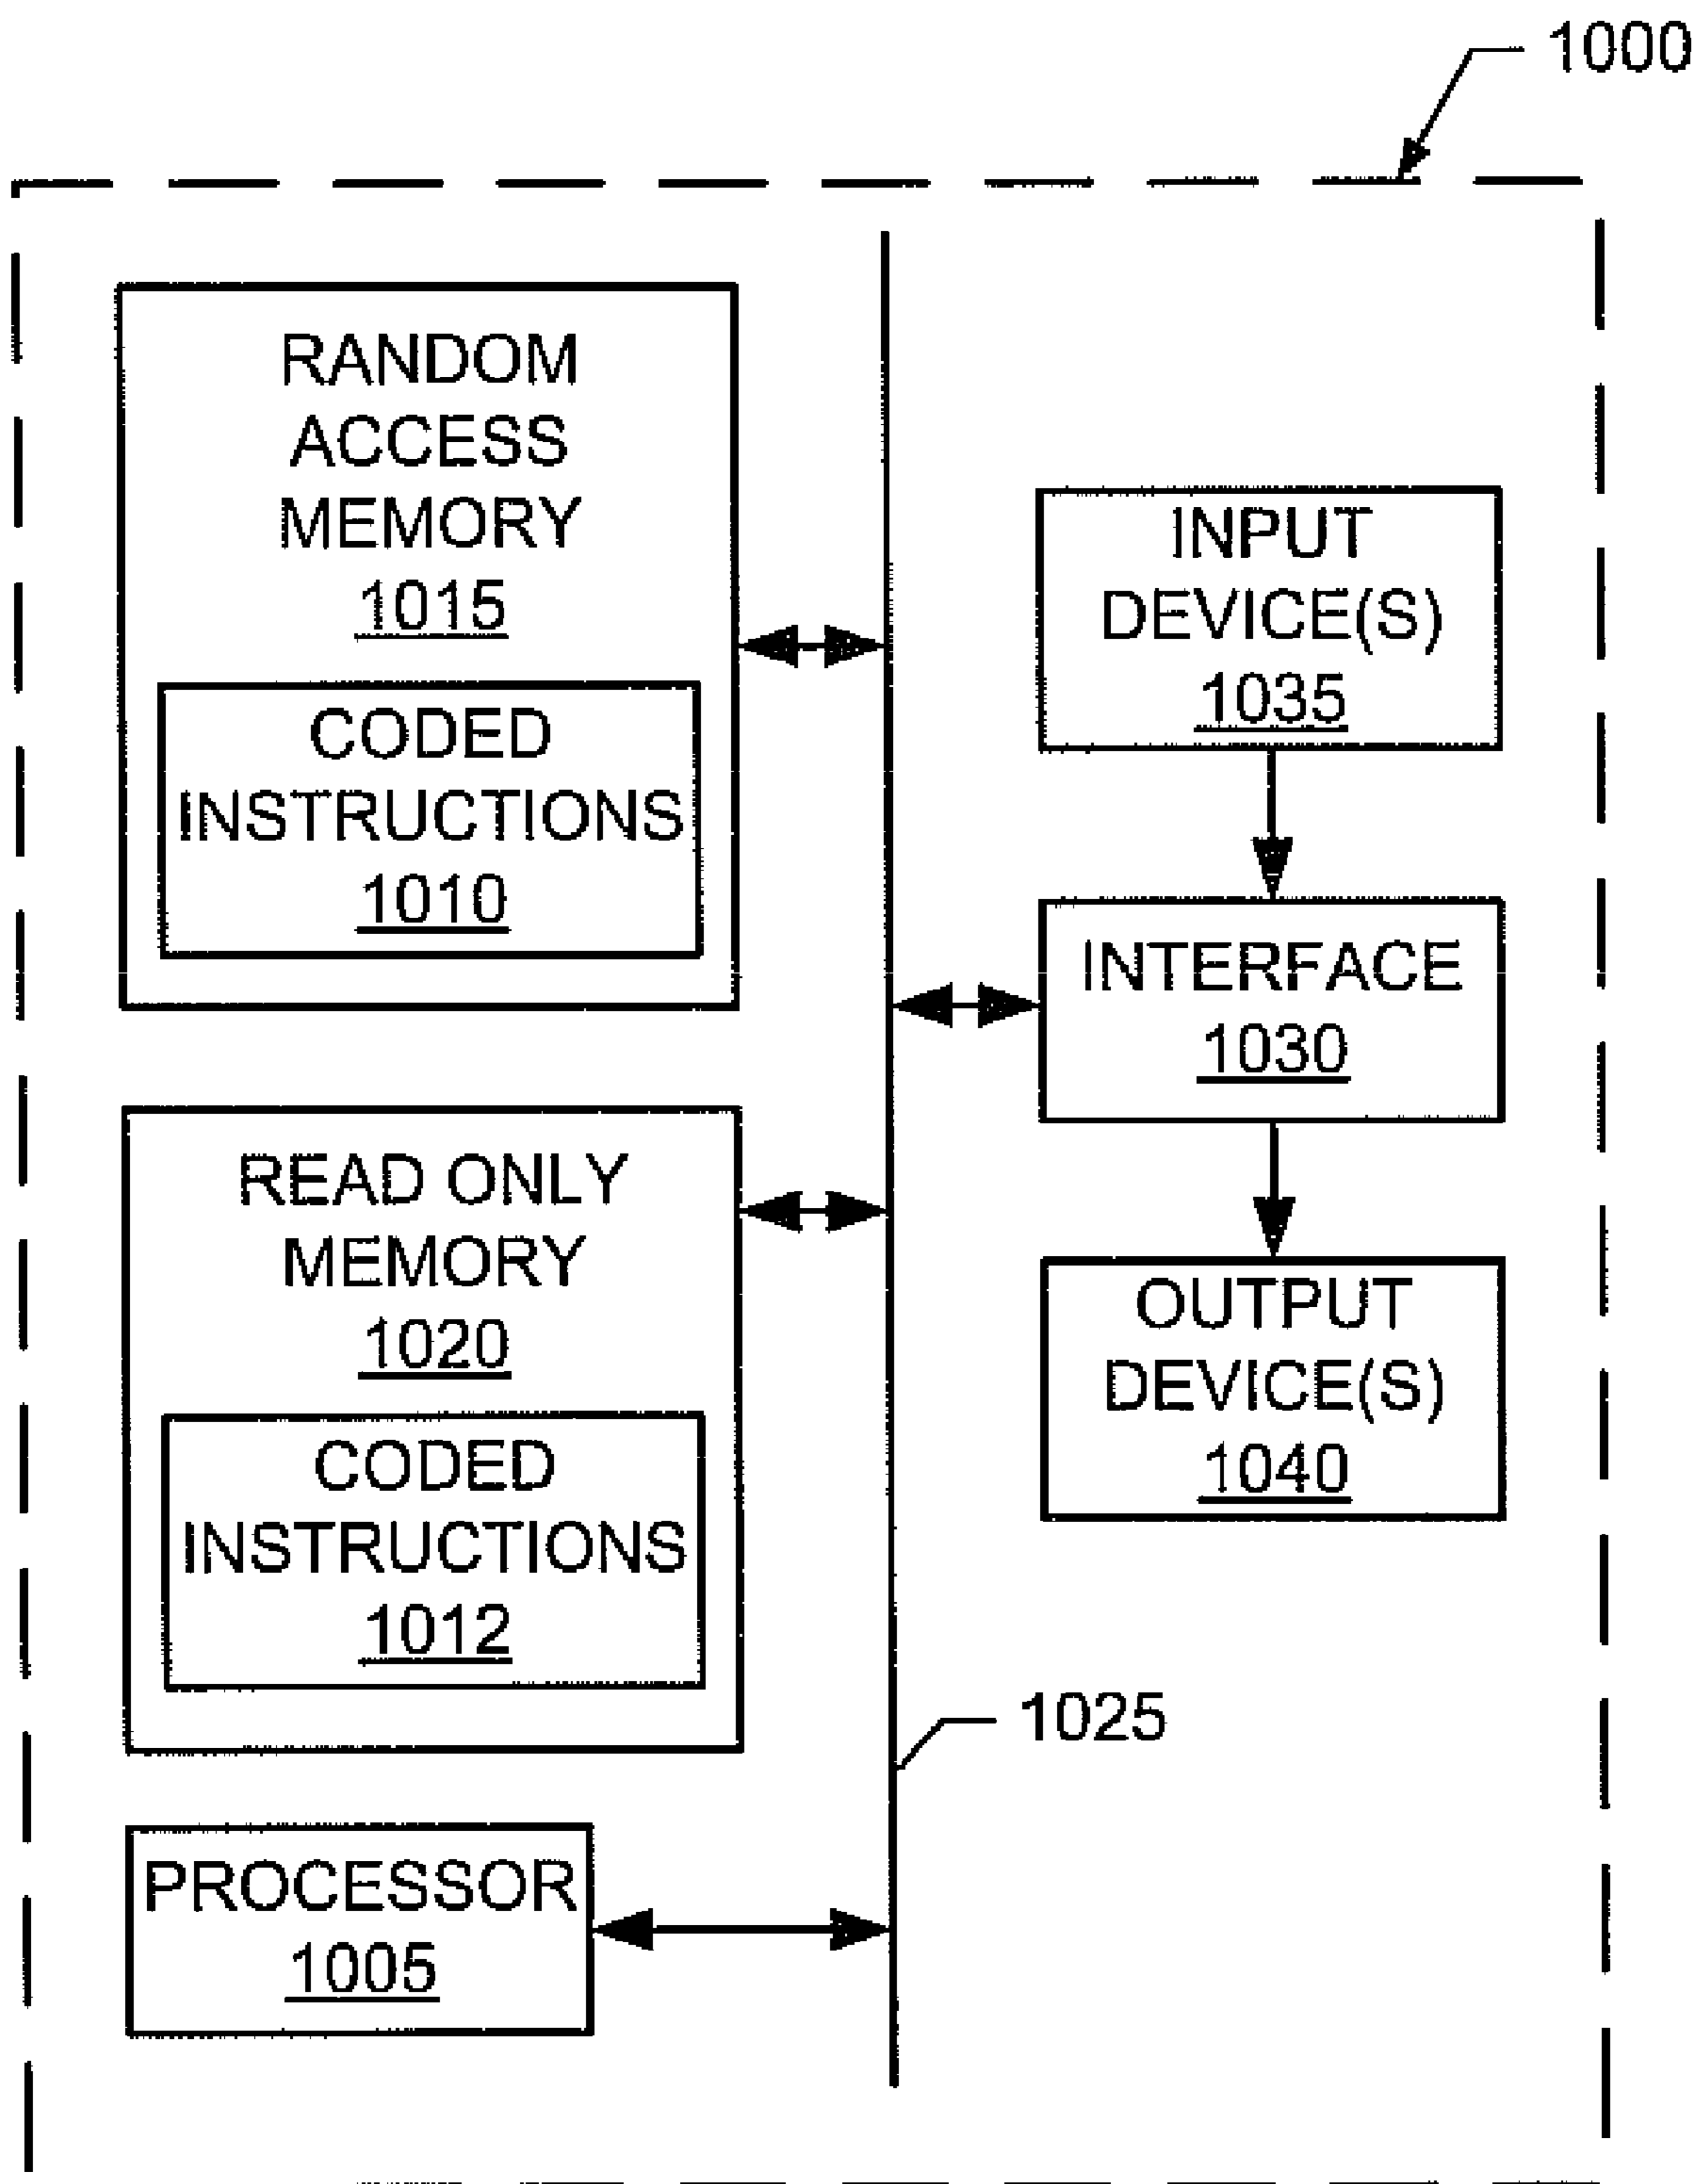 1000
RANDOM
ACCESS
MEMORY
1015
CODED
INSTRUCTIONS
1010
READ ONLY
MEMORY
1020
CODED
INSTRUCTIONS
1012
PROCESSOR
1005
INPUT
DEVICE(S)
1035
INTERFACE
1030
OUTPUT
DEVICE(S)
1040
1025